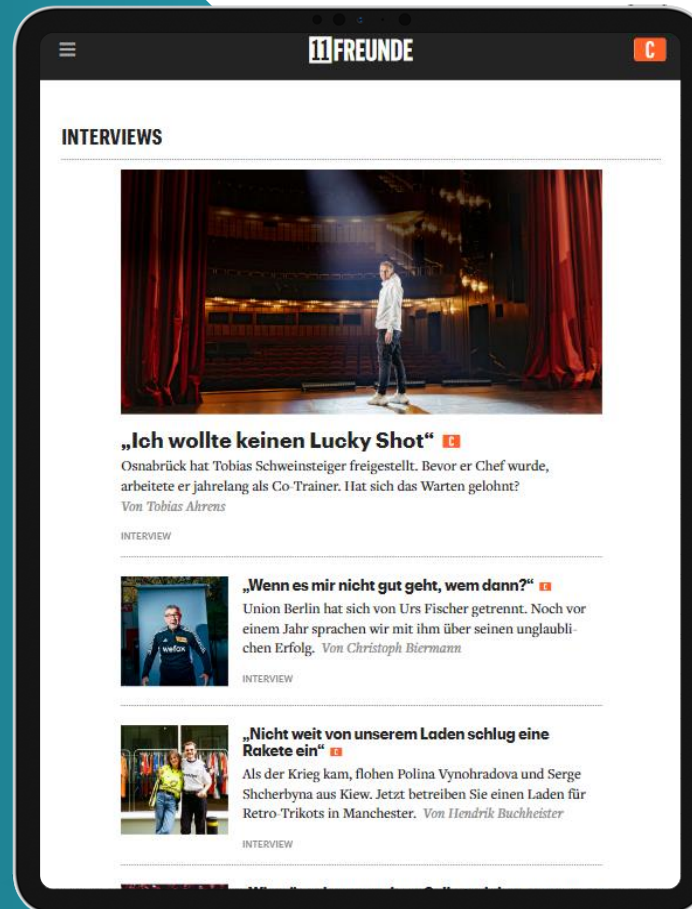 11FREUNDE
C
INTERVIEWS
„Ich wollte keinen Lucky Shot“ C
Osnabrück hat Tobias Schweinsteiger freigestellt. Bevor er Chef wurde,
arbeitete er jahrelang als Co-Trainer. Hat sich das Warten gelohnt?
Von Tobias Ahrens
INTERVIEW
„Wenn es mir nicht gut geht, wem dann?“ C
Union Berlin hat sich von Urs Fischer getrennt. Noch vor
einem Jahr sprachen wir mit ihm über seinen unglaubli-
chen Erfolg. Von Christoph Biermann
wefox
INTERVIEW
„Nicht weit von unserem Laden schlug eine
Rakete ein“ C
Als der Krieg kam, flohen Polina Vynohradova und Serge
Shcherbyna aus Kiew. Jetzt betreiben Sie einen Laden für
Retro-Trikots in Manchester. Von Hendrik Buchheister
INTERVIEW